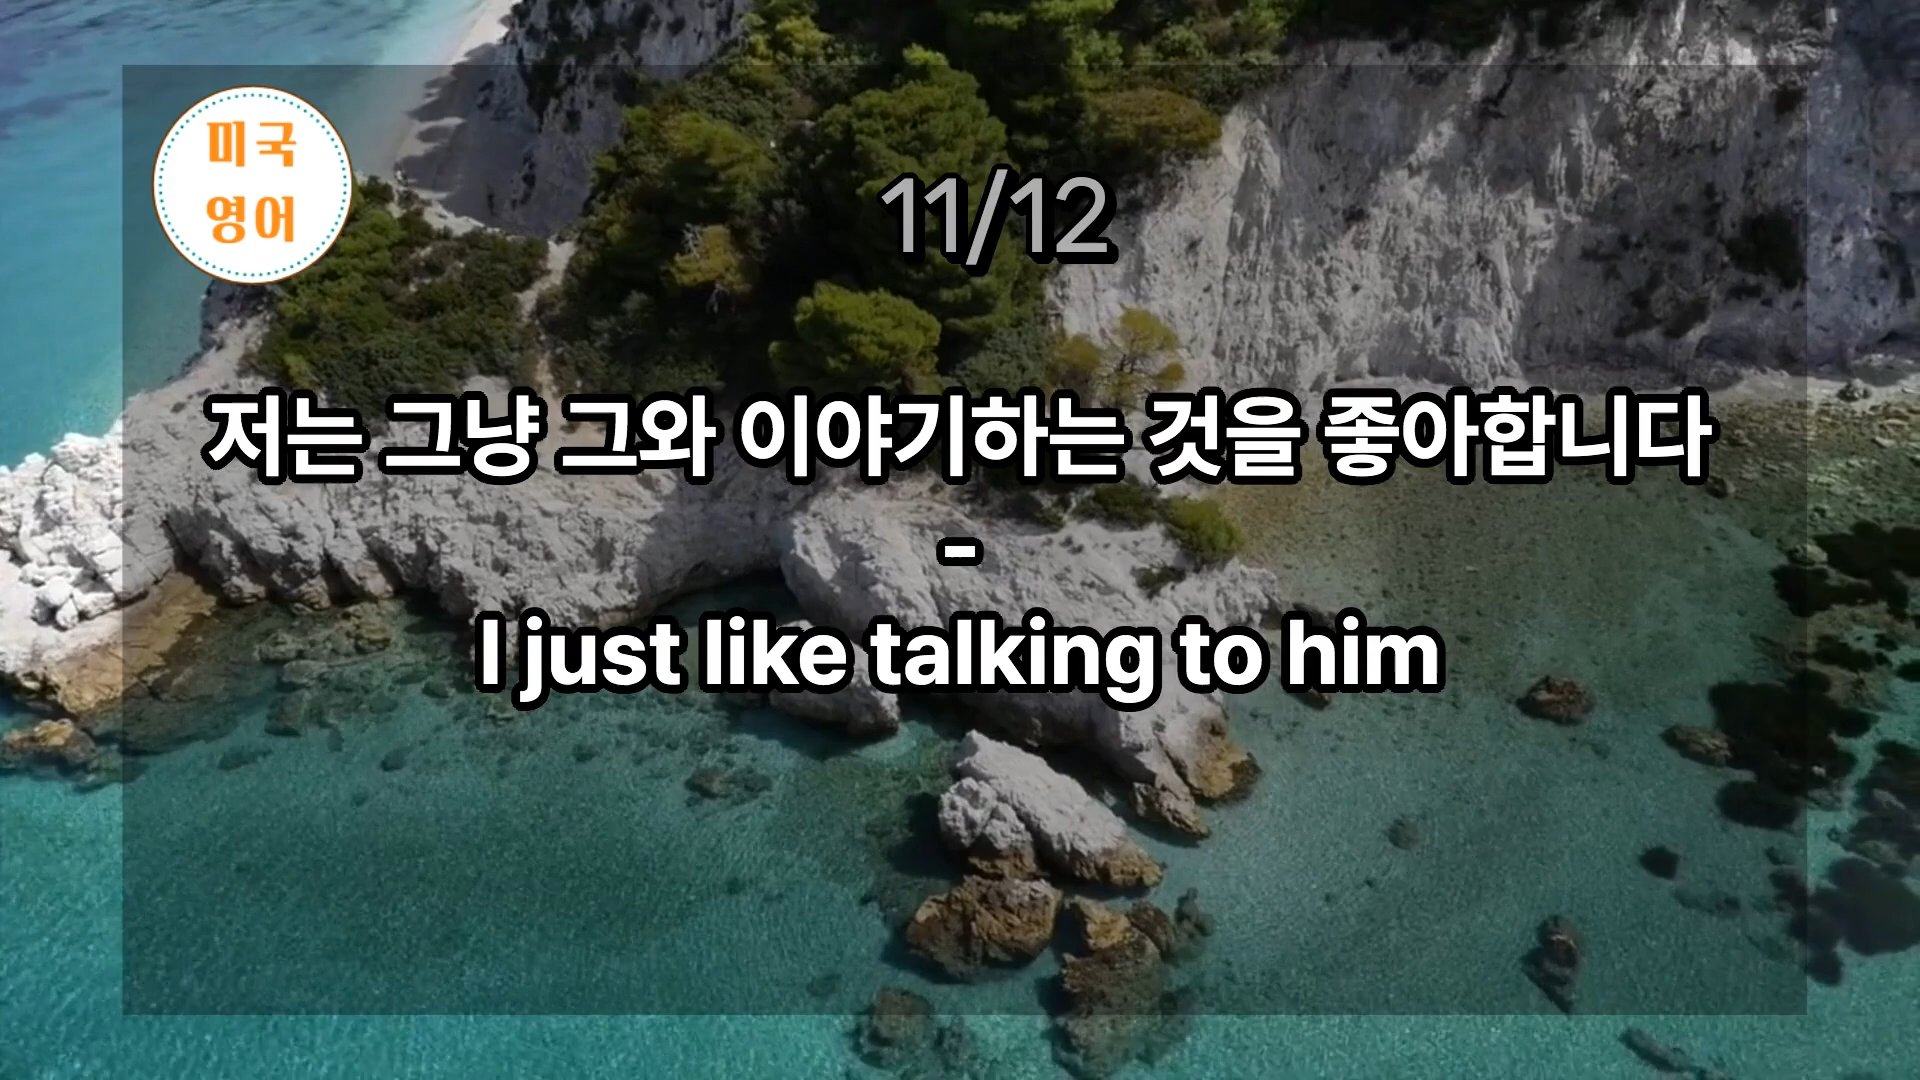 미국
영어
11/12
저는 그냥 그와 이야기하는 것을 좋아합니다
-
I just like talking to him